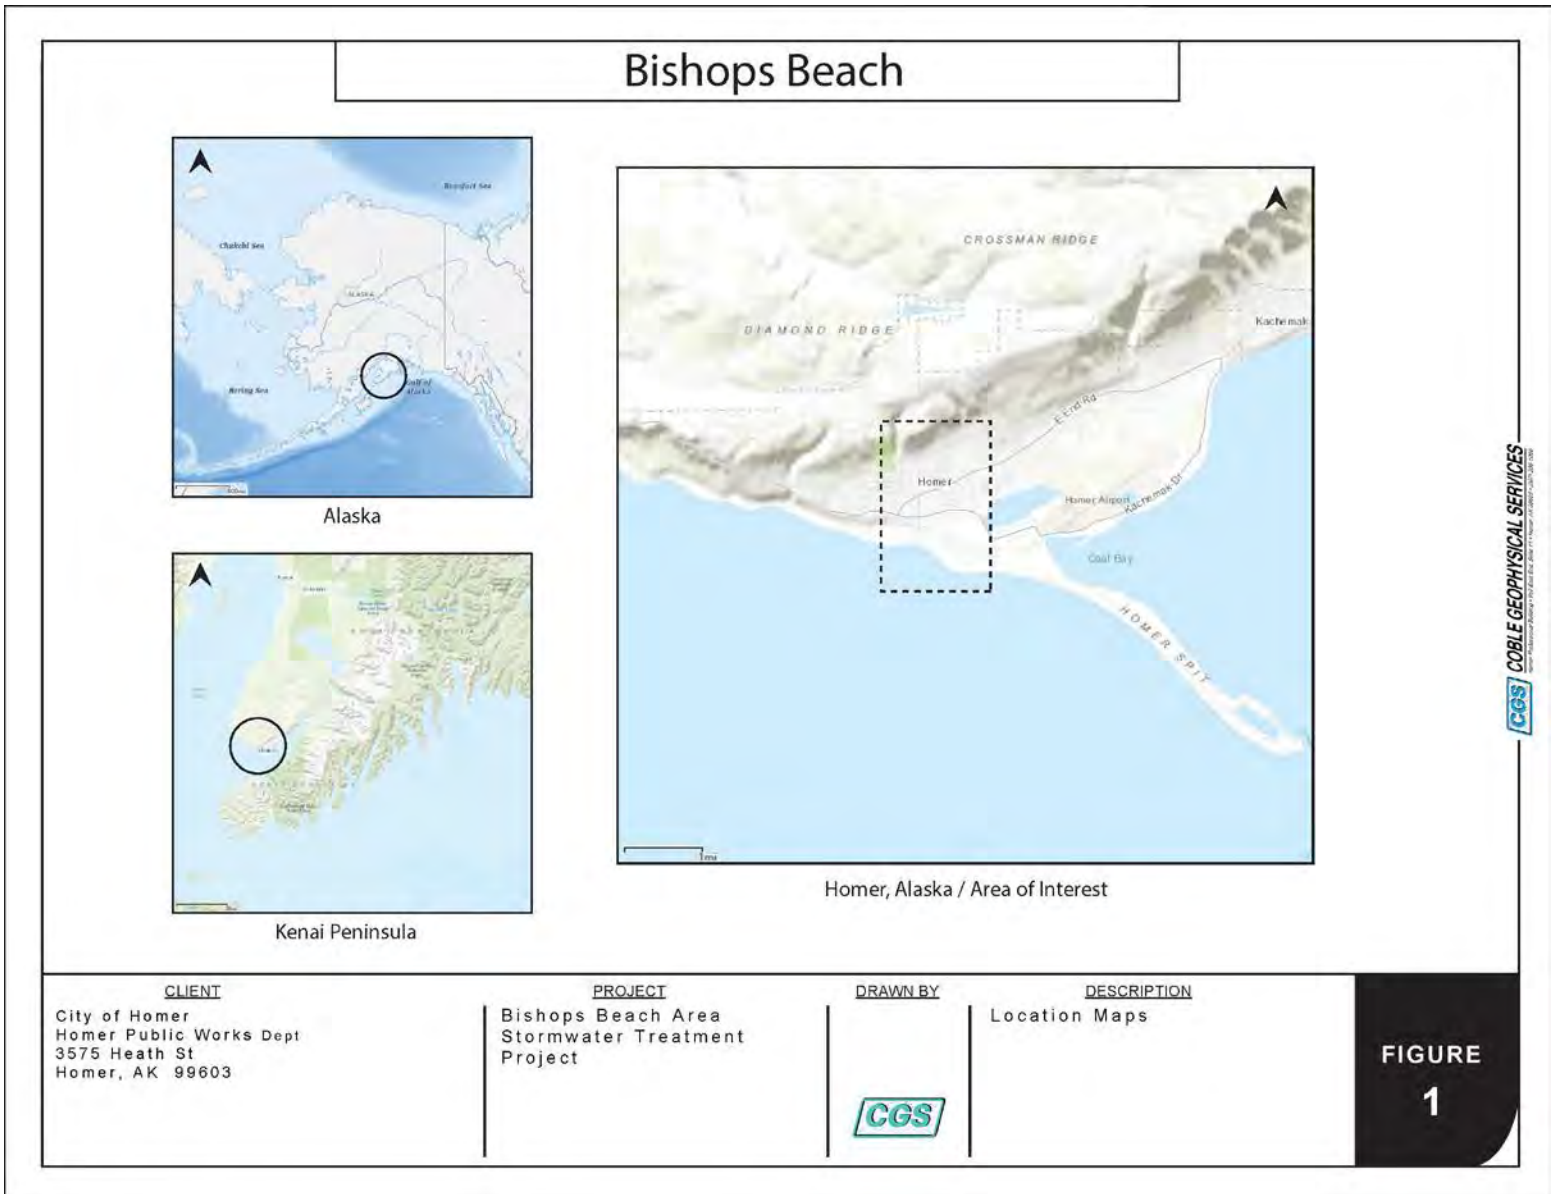 Bishops Beach
Beaufort Sea
Chukchi Sea
ALASKA
Bering Sea
Gulf of
Alaska
Alaska
Kenai Peninsula
CROSSMAN RIDGE
DIAMOND RIDGE
Kachemak
E End Rd
Homer
Homer Airport
Kachemak Dr
Coal Bay
HOMER SPIT
1mi
Homer, Alaska / Area of Interest
COBLE GEOPHYSICAL SERVICES
CGS
CLIENT
City of Homer
Homer Public Works Dept
3575 Heath St
Homer, AK 99603
PROJECT
Bishops Beach Area
Stormwater Treatment
Project
DRAWN BY
CGS
DESCRIPTION
Location Maps
FIGURE
1